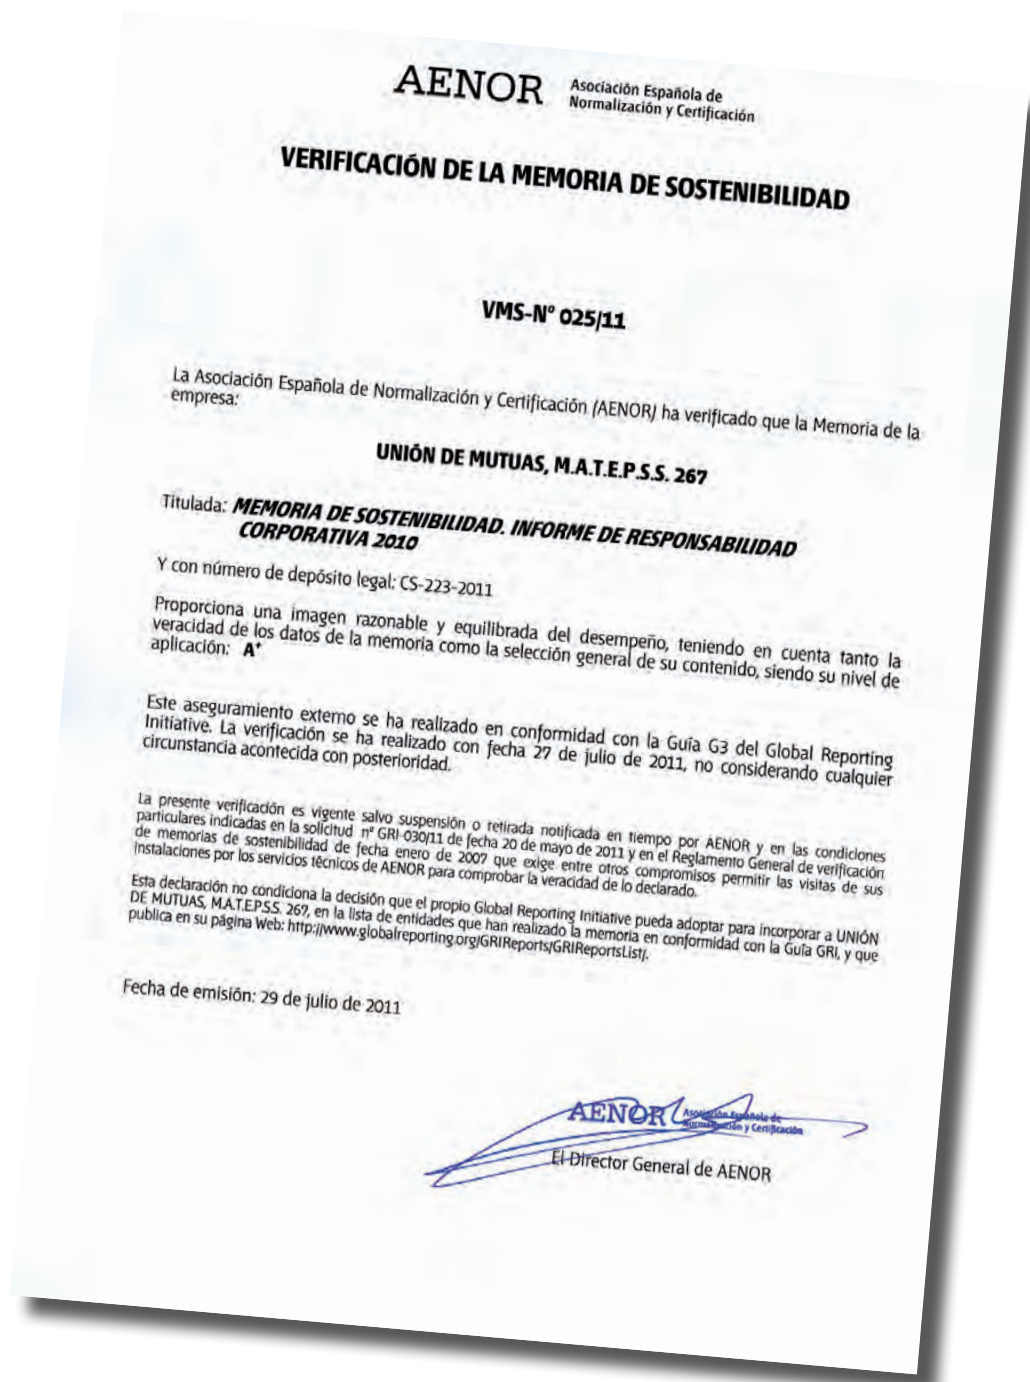 AENOR
Asociación Española de
Normalización y Certificación
VERIFICACIÓN DE LA MEMORIA DE SOSTENIBILIDAD
VMS-Nº 025/11
La Asociación Española de Normalización y Certificación (AENOR) ha verificado que la Memoria de la
empresa:
UNIÓN DE MUTUAS, M.A.T.E.P.S.S. 267
Titulada: MEMORIA DE SOSTENIBILIDAD. INFORME DE RESPONSABILIDAD
CORPORATIVA 2010
Y con número de depósito legal: CS-223-2011
Proporciona una imagen razonable y equilibrada del desempeño, teniendo en cuenta tanto la
veracidad de los datos de la memoria como la selección general de su contenido, siendo su nivel de
aplicación: A+
Este aseguramiento externo se ha realizado en conformidad con la Guía G3 del Global Reporting
Initiative. La verificación se ha realizado con fecha 27 de julio de 2011, no considerando cualquier
circunstancia acontecida con posterioridad.
La presente verificación es vigente salvo suspensión o retirada notificada en tiempo por AENOR y en las condiciones
particulares indicadas en la solicitud nº GRI-030/11 de fecha 20 de mayo de 2011 y en el Reglamento General de verificación
de memorias de sostenibilidad de fecha enero de 2007 que exige entre otros compromisos permitir las visitas de sus
instalaciones por los servicios técnicos de AENOR para comprobar la veracidad de lo declarado.
Esta declaración no condiciona la decisión que el propio Global Reporting Initiative pueda adoptar para incorporar a UNIÓN
DE MUTUAS, M.A.T.E.P.S.S. 267, en la lista de entidades que han realizado la memoria en conformidad con la Guía GRI, y que
publica en su página Web: http://www.globalreporting.org/GRIReports/GRIReportsList/.
Fecha de emisión: 29 de julio de 2011
AENOR
Asociación Española de
Normalización y Certificación
El Director General de AENOR